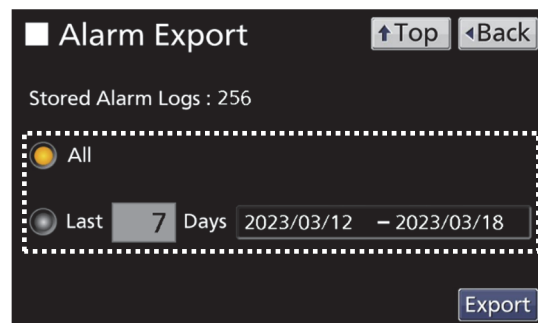 Alarm Export ↑Top ◂Back
Stored Alarm Logs : 256
All
Last 7 Days 2023/03/12 – 2023/03/18
Export